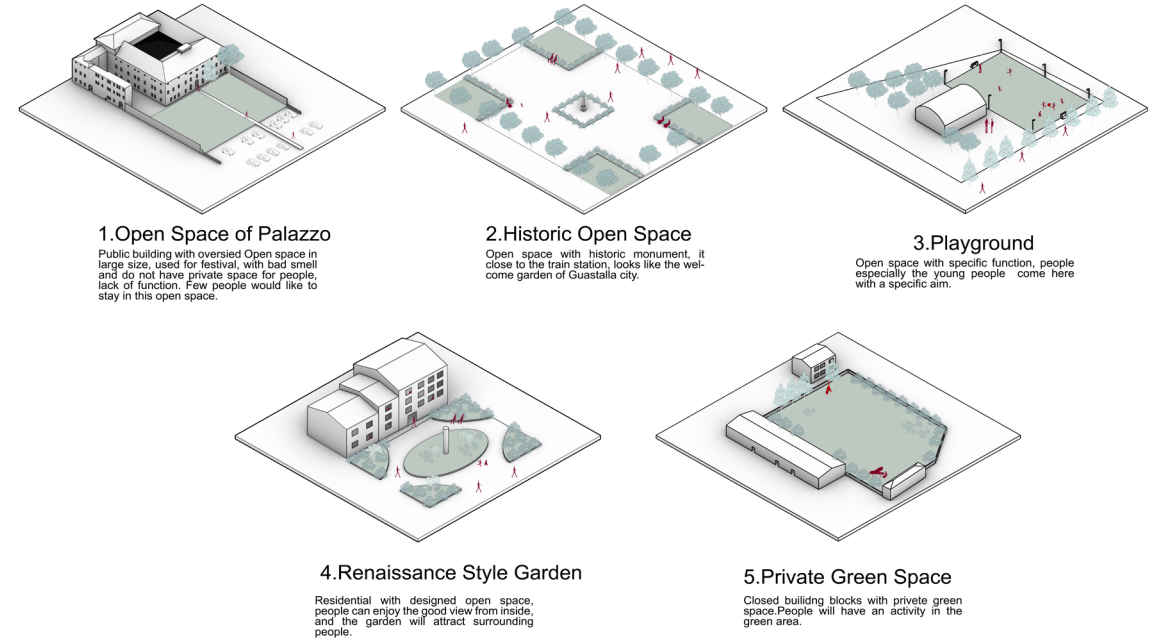 1.Open Space of Palazzo
Public building with oversied Open space in
large size, used for festival, with bad smell
and do not have private space for people,
lack of function. Few people would like to
stay in this open space.
2.Historic Open Space
Open space with historic monument, it
close to the train station, looks like the wel-
come garden of Guastalla city.
3.Playground
Open space with specific function, people
especially the young people come here
with a specific aim.
4.Renaissance Style Garden
Residential with designed open space,
people can enjoy the good view from inside,
and the garden will attract surrounding
people.
5.Private Green Space
Closed builidng blocks with privete green
space.People will have an activity in the
green area.